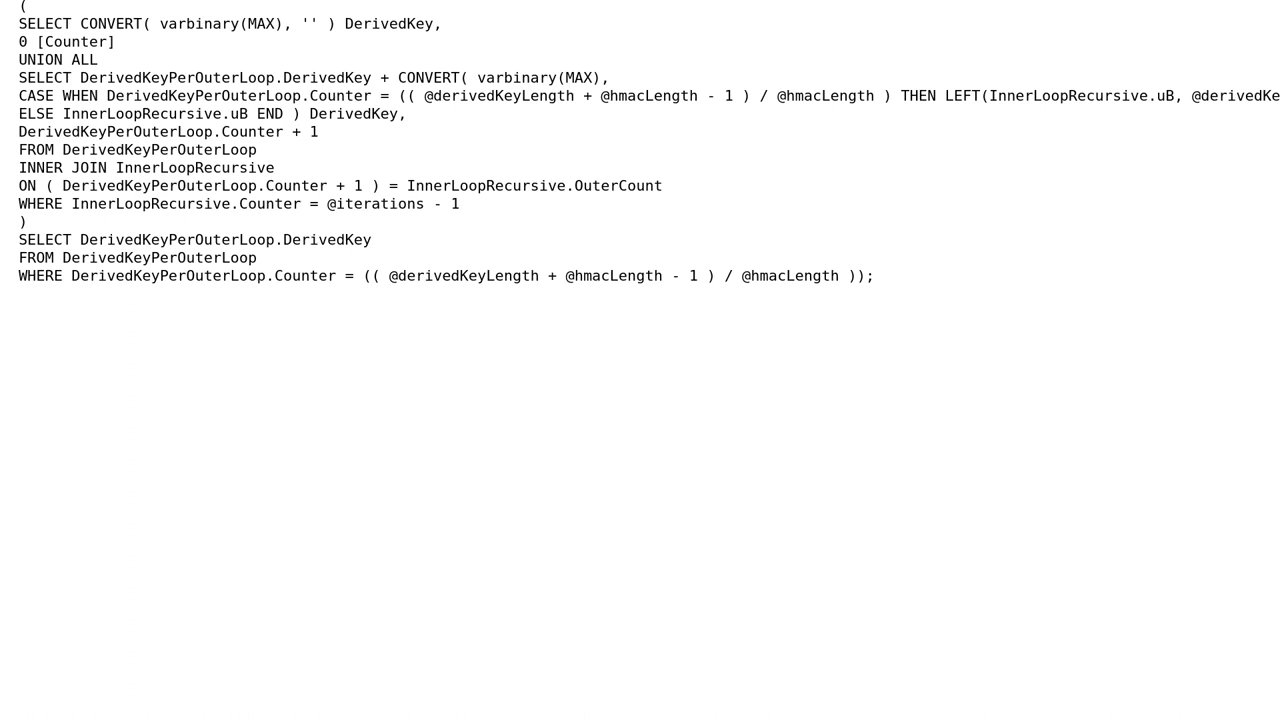 (
SELECT CONVERT( varbinary(MAX), '' ) DerivedKey,
0 [Counter]
UNION ALL
SELECT DerivedKeyPerOuterLoop.DerivedKey + CONVERT( varbinary(MAX),
CASE WHEN DerivedKeyPerOuterLoop.Counter = (( @derivedKeyLength + @hmacLength - 1 ) / @hmacLength ) THEN LEFT(InnerLoopRecursive.uB, @derivedKe
ELSE InnerLoopRecursive.uB END ) DerivedKey,
DerivedKeyPerOuterLoop.Counter + 1
FROM DerivedKeyPerOuterLoop
INNER JOIN InnerLoopRecursive
ON ( DerivedKeyPerOuterLoop.Counter + 1 ) = InnerLoopRecursive.OuterCount
WHERE InnerLoopRecursive.Counter = @iterations - 1
)
SELECT DerivedKeyPerOuterLoop.DerivedKey
FROM DerivedKeyPerOuterLoop
WHERE DerivedKeyPerOuterLoop.Counter = (( @derivedKeyLength + @hmacLength - 1 ) / @hmacLength ));